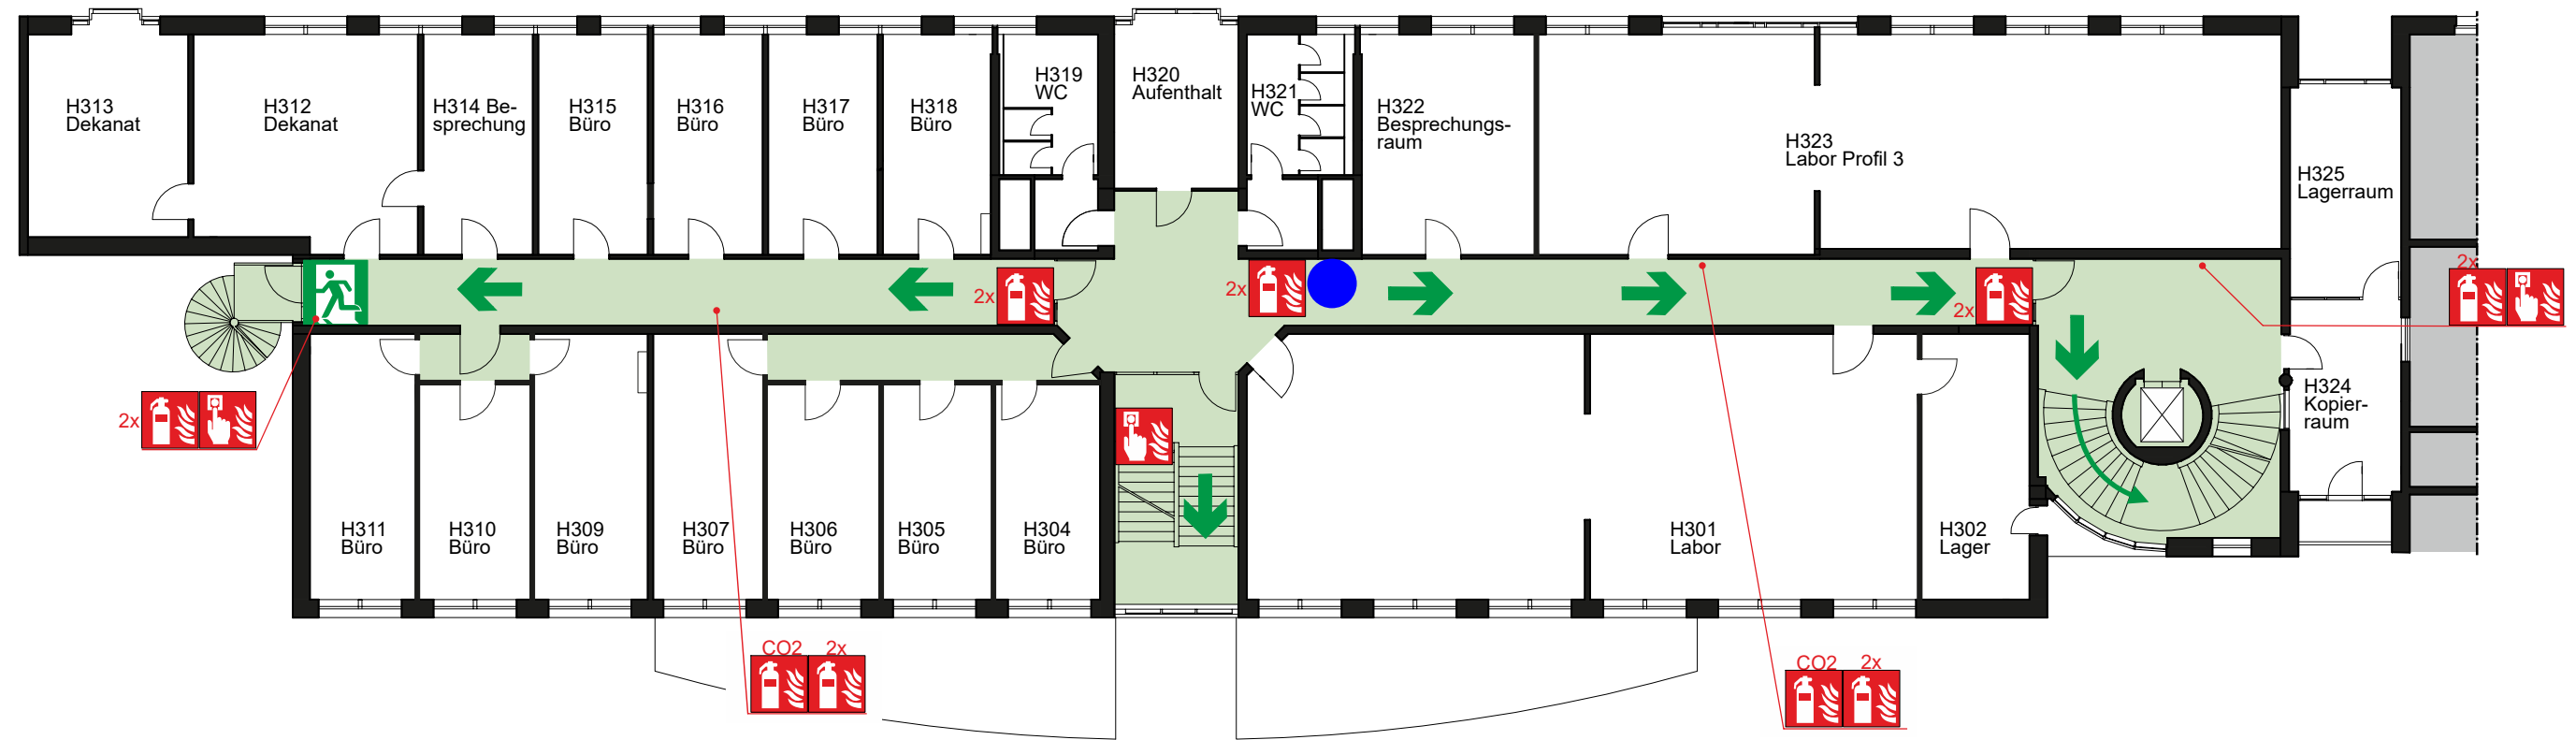 H313
Dekanat
H312
Dekanat
H314 Be-
sprechung
H315
Büro
H316
Büro
H317
Büro
H318
Büro
H319
WC
H320
Aufenthalt
H321
WC
H322
Besprechungs-
raum
H323
Labor Profil 3
H325
Lagerraum
2x
2x
2x
2x
2x
H324
Kopier-
raum
H311
Büro
H310
Büro
H309
Büro
H307
Büro
H306
Büro
H305
Büro
H304
Büro
H301
Labor
H302
Lager
CO2 2x
CO2 2x